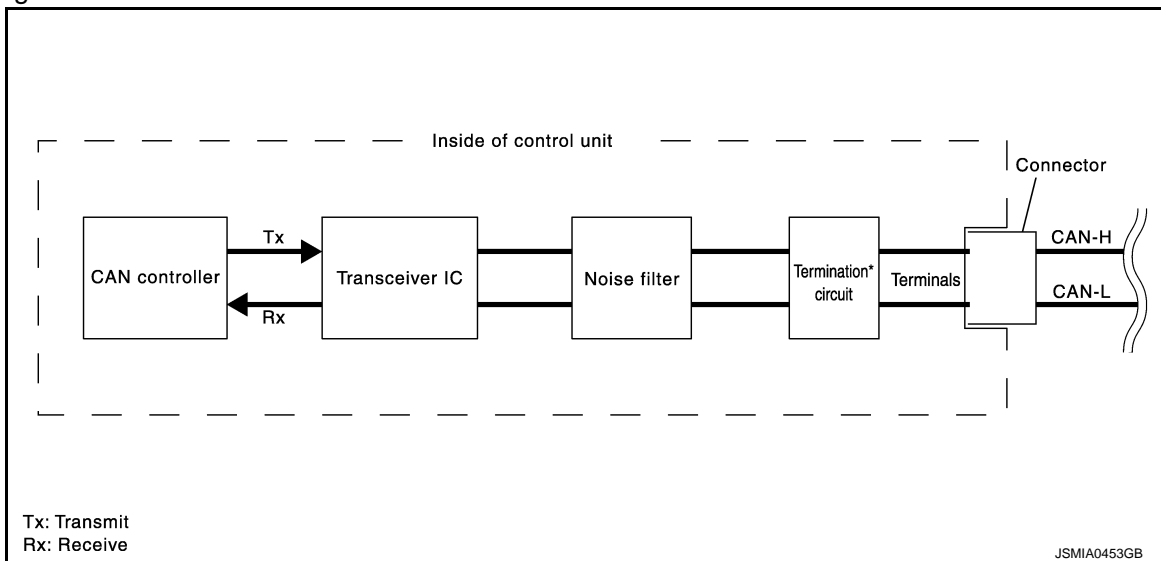 Inside of control unit
Connector
CAN controller
Tx
Rx
Transceiver IC
Noise filter
Termination*
circuit
Terminals
CAN-H
CAN-L
Tx: Transmit
Rx: Receive
JSMIA0453GB